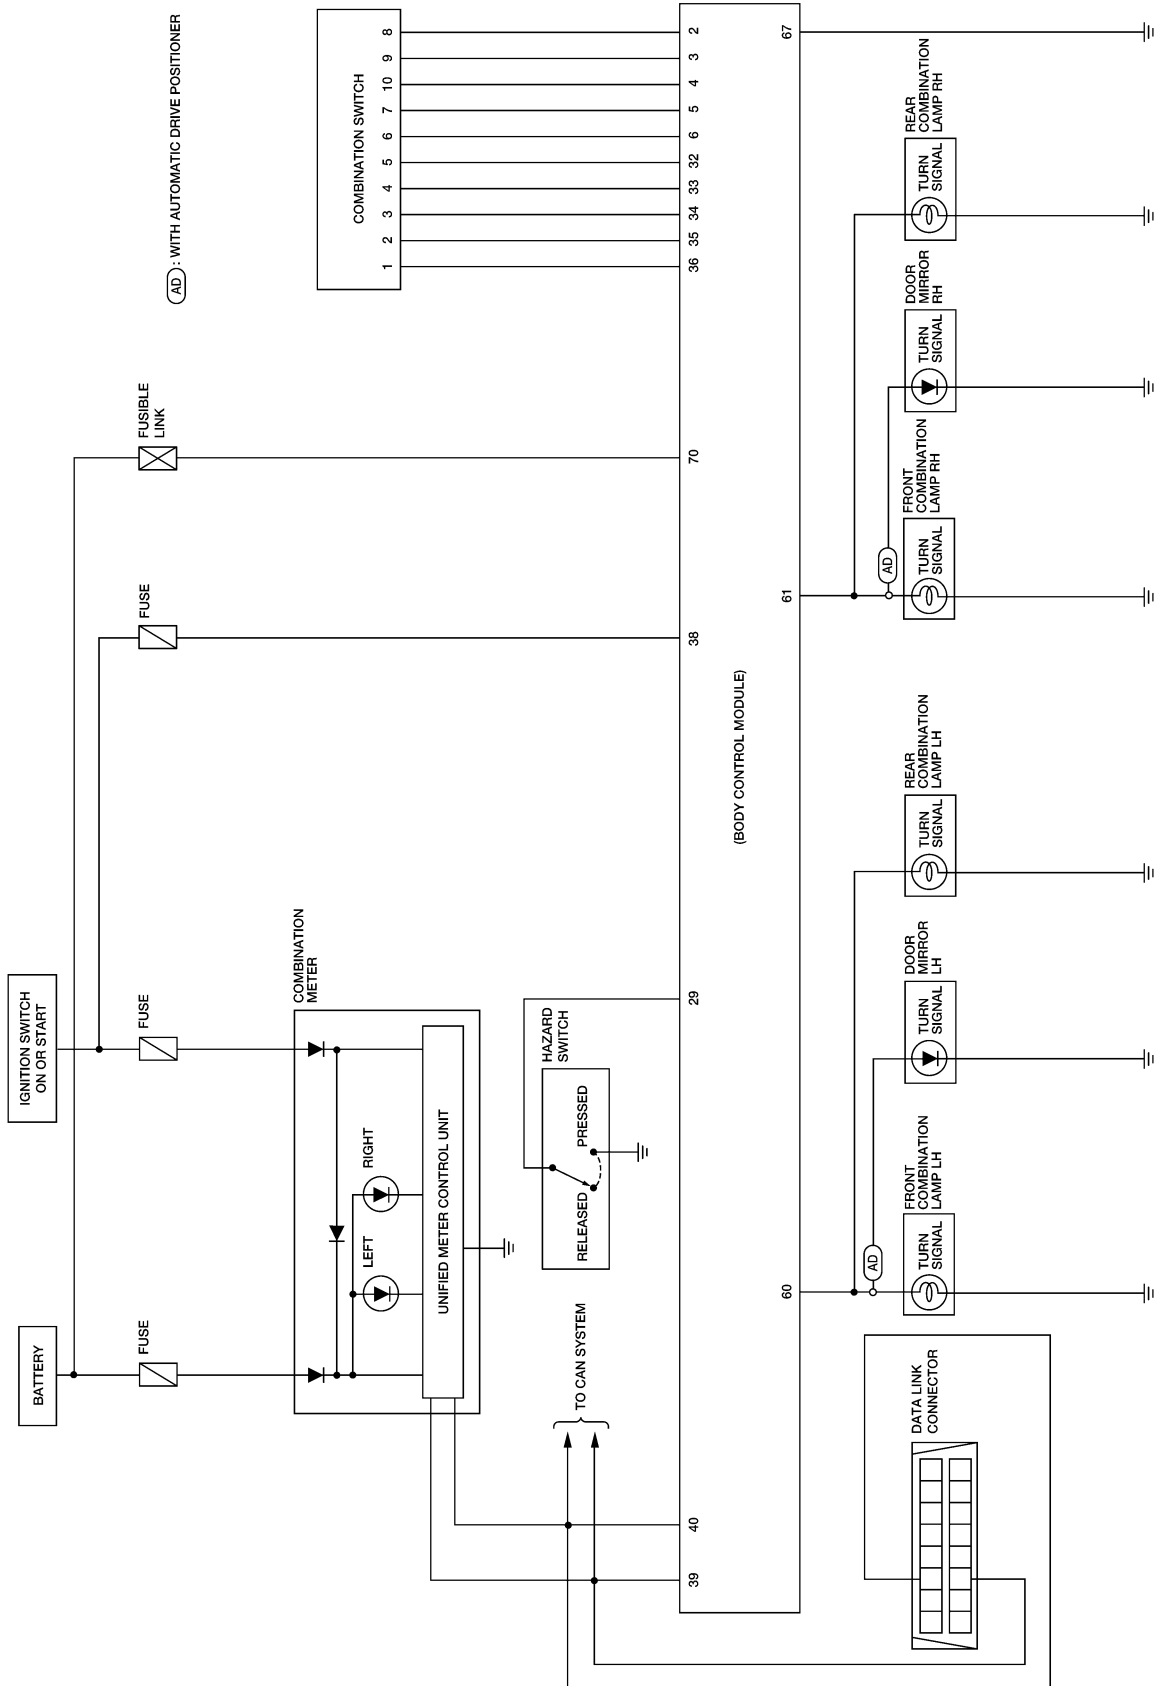 BATTERY
IGNITION SWITCH
ON OR START
FUSE
FUSE
FUSE
FUSIBLE
LINK
AD : WITH AUTOMATIC DRIVE POSITIONER
COMBINATION
METER
LEFT
RIGHT
UNIFIED METER CONTROL UNIT
COMBINATION SWITCH
1 2 3 4 5 6 7 10 9 8
TO CAN SYSTEM
HAZARD
SWITCH
RELEASED
PRESSED
39 40 29 38 70 36 35 34 33 32 6 5 4 3 2
(BODY CONTROL MODULE)
60 61 67
DATA LINK
CONNECTOR
AD
FRONT
COMBINATION
LAMP LH
TURN
SIGNAL
DOOR
MIRROR
LH
TURN
SIGNAL
REAR
COMBINATION
LAMP LH
TURN
SIGNAL
AD
FRONT
COMBINATION
LAMP RH
TURN
SIGNAL
DOOR
MIRROR
RH
TURN
SIGNAL
REAR
COMBINATION
LAMP RH
TURN
SIGNAL